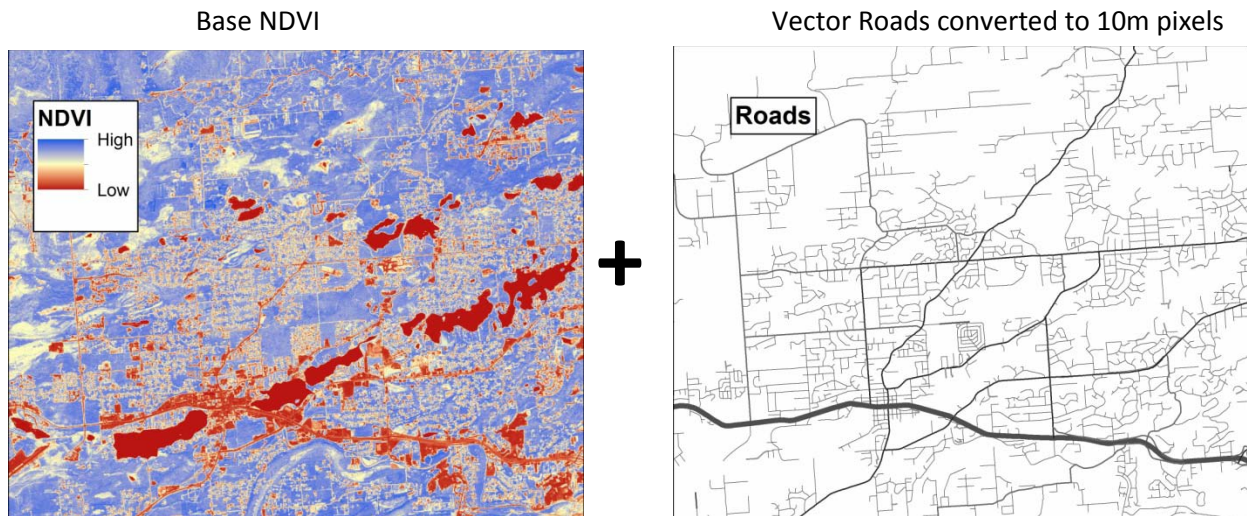 Base NDVI
Vector Roads converted to 10m pixels
NDVI
High
Low
+
Roads